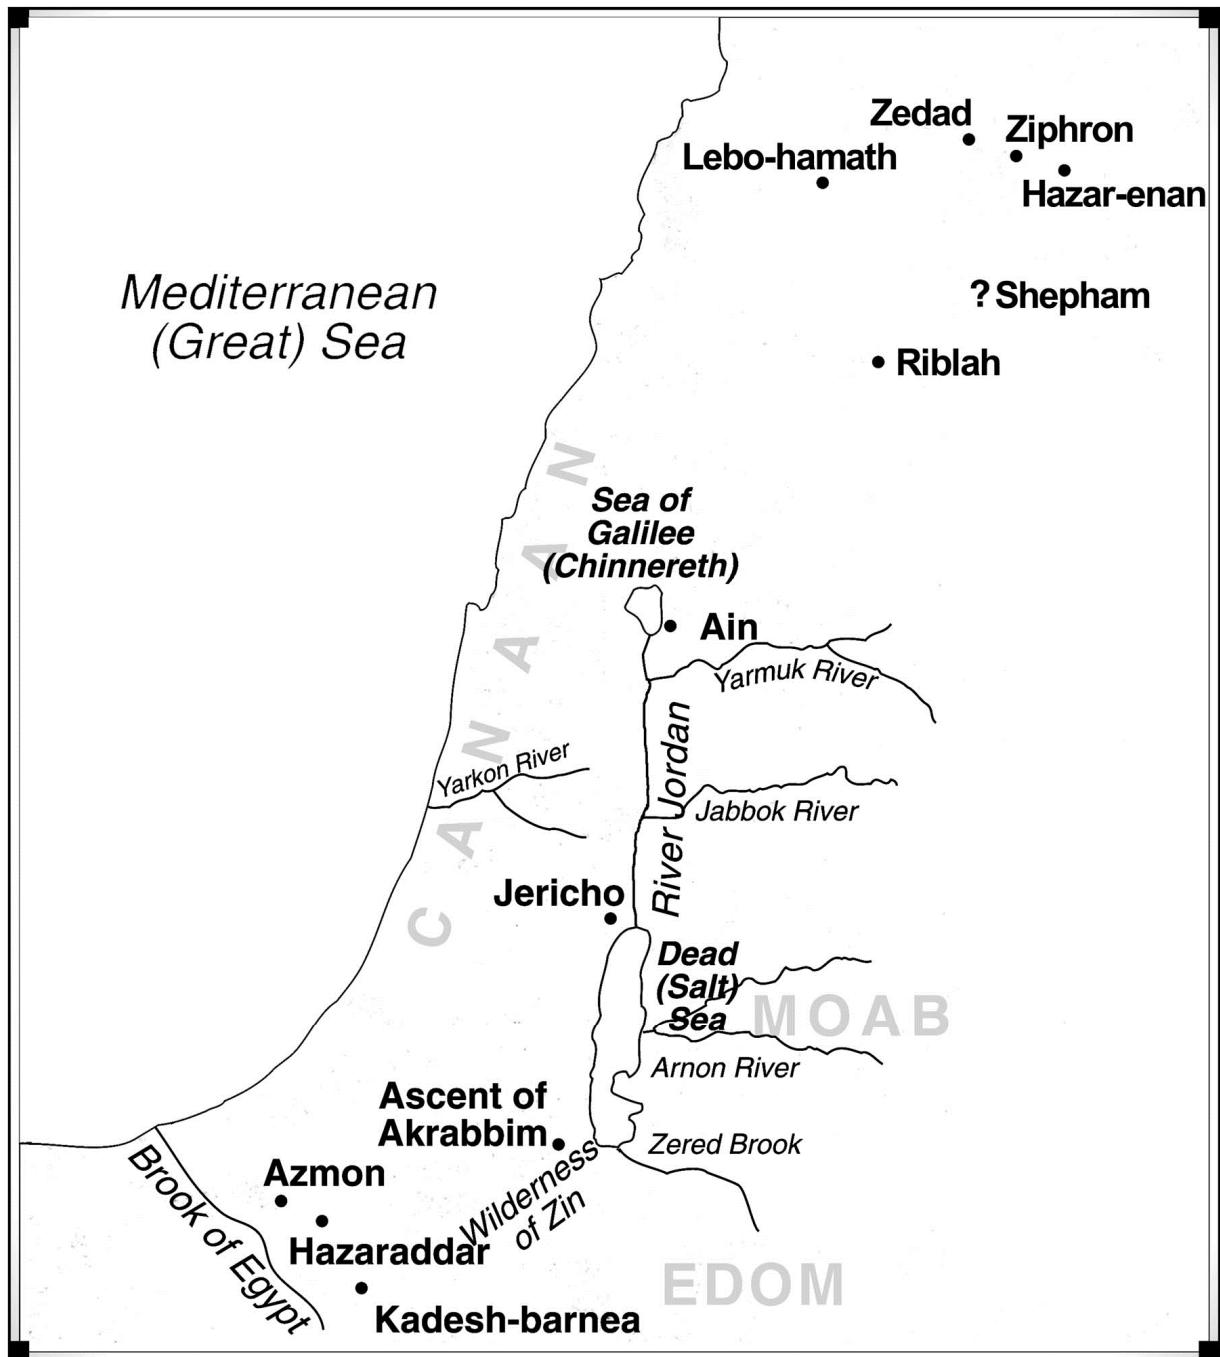 Zedad
Ziphron
Lebo-hamath
Hazar-enan
Mediterranean
(Great) Sea
? Shepham
Riblah
CANAAN
Sea of
Galilee
(Chinnereth)
Ain
Yarmuk River
River Jordan
Yarkon River
Jabbok River
Jericho
Dead
(Salt)
Sea
MOAB
Arnon River
Ascent of
Akrabbim
Zered Brook
Wilderness
of Zin
Brook of Egypt
Azmon
Hazaraddar
EDOM
Kadesh-barnea